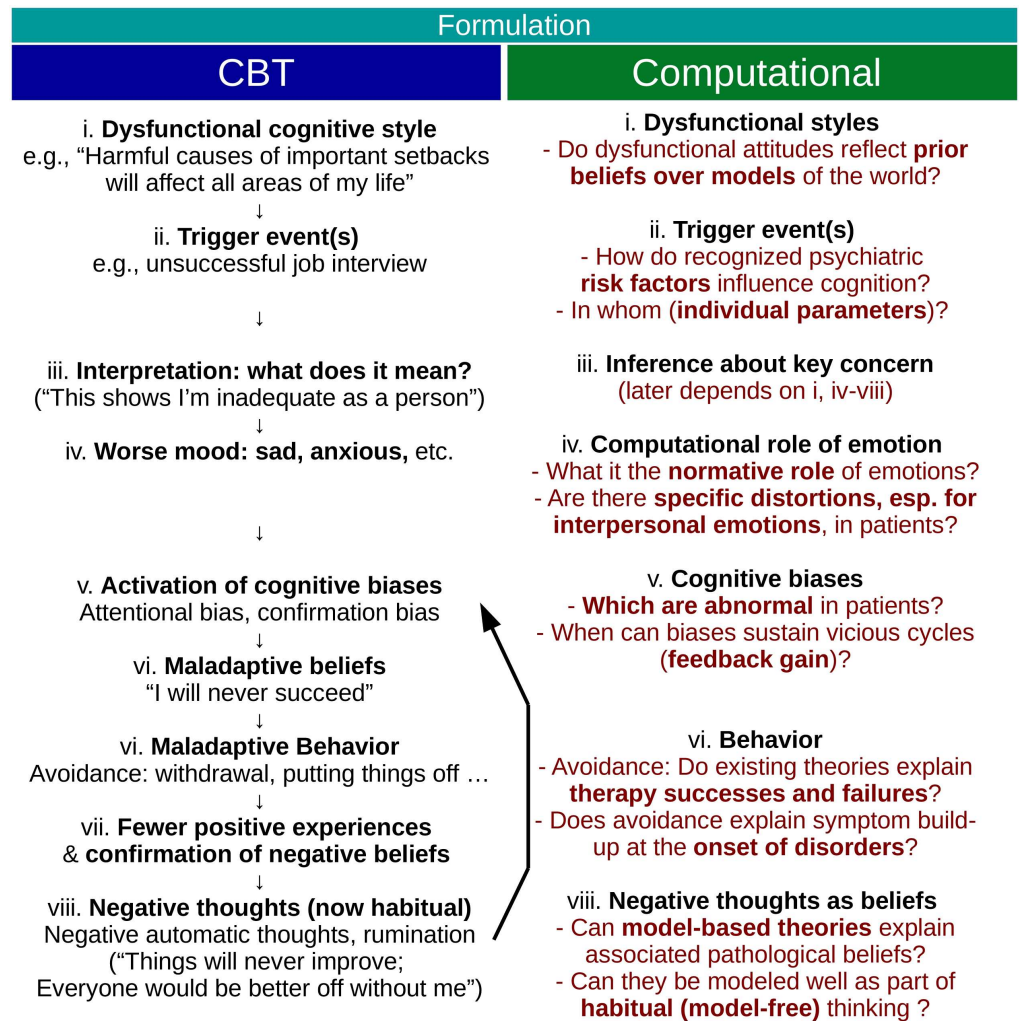 Formulation
CBT
i. Dysfunctional cognitive style
e.g., “Harmful causes of important setbacks
will affect all areas of my life”
↓
ii. Trigger event(s)
e.g., unsuccessful job interview
↓
iii. Interpretation: what does it mean?
(“This shows I’m inadequate as a person”)
↓
iv. Worse mood: sad, anxious, etc.
↓
v. Activation of cognitive biases
Attentional bias, confirmation bias
↓
vi. Maladaptive beliefs
“I will never succeed”
↓
vi. Maladaptive Behavior
Avoidance: withdrawal, putting things off …
↓
vii. Fewer positive experiences
& confirmation of negative beliefs
↓
viii. Negative thoughts (now habitual)
Negative automatic thoughts, rumination
(“Things will never improve;
Everyone would be better off without me”)
Computational
i. Dysfunctional styles
- Do dysfunctional attitudes reflect prior
beliefs over models of the world?
ii. Trigger event(s)
- How do recognized psychiatric
risk factors influence cognition?
- In whom (individual parameters)?
iii. Inference about key concern
(later depends on i, iv-viii)
iv. Computational role of emotion
- What it the normative role of emotions?
- Are there specific distortions, esp. for
interpersonal emotions, in patients?
v. Cognitive biases
- Which are abnormal in patients?
- When can biases sustain vicious cycles
(feedback gain)?
vi. Behavior
- Avoidance: Do existing theories explain
therapy successes and failures?
- Does avoidance explain symptom build-
up at the onset of disorders?
viii. Negative thoughts as beliefs
- Can model-based theories explain
associated pathological beliefs?
- Can they be modeled well as part of
habitual (model-free) thinking ?